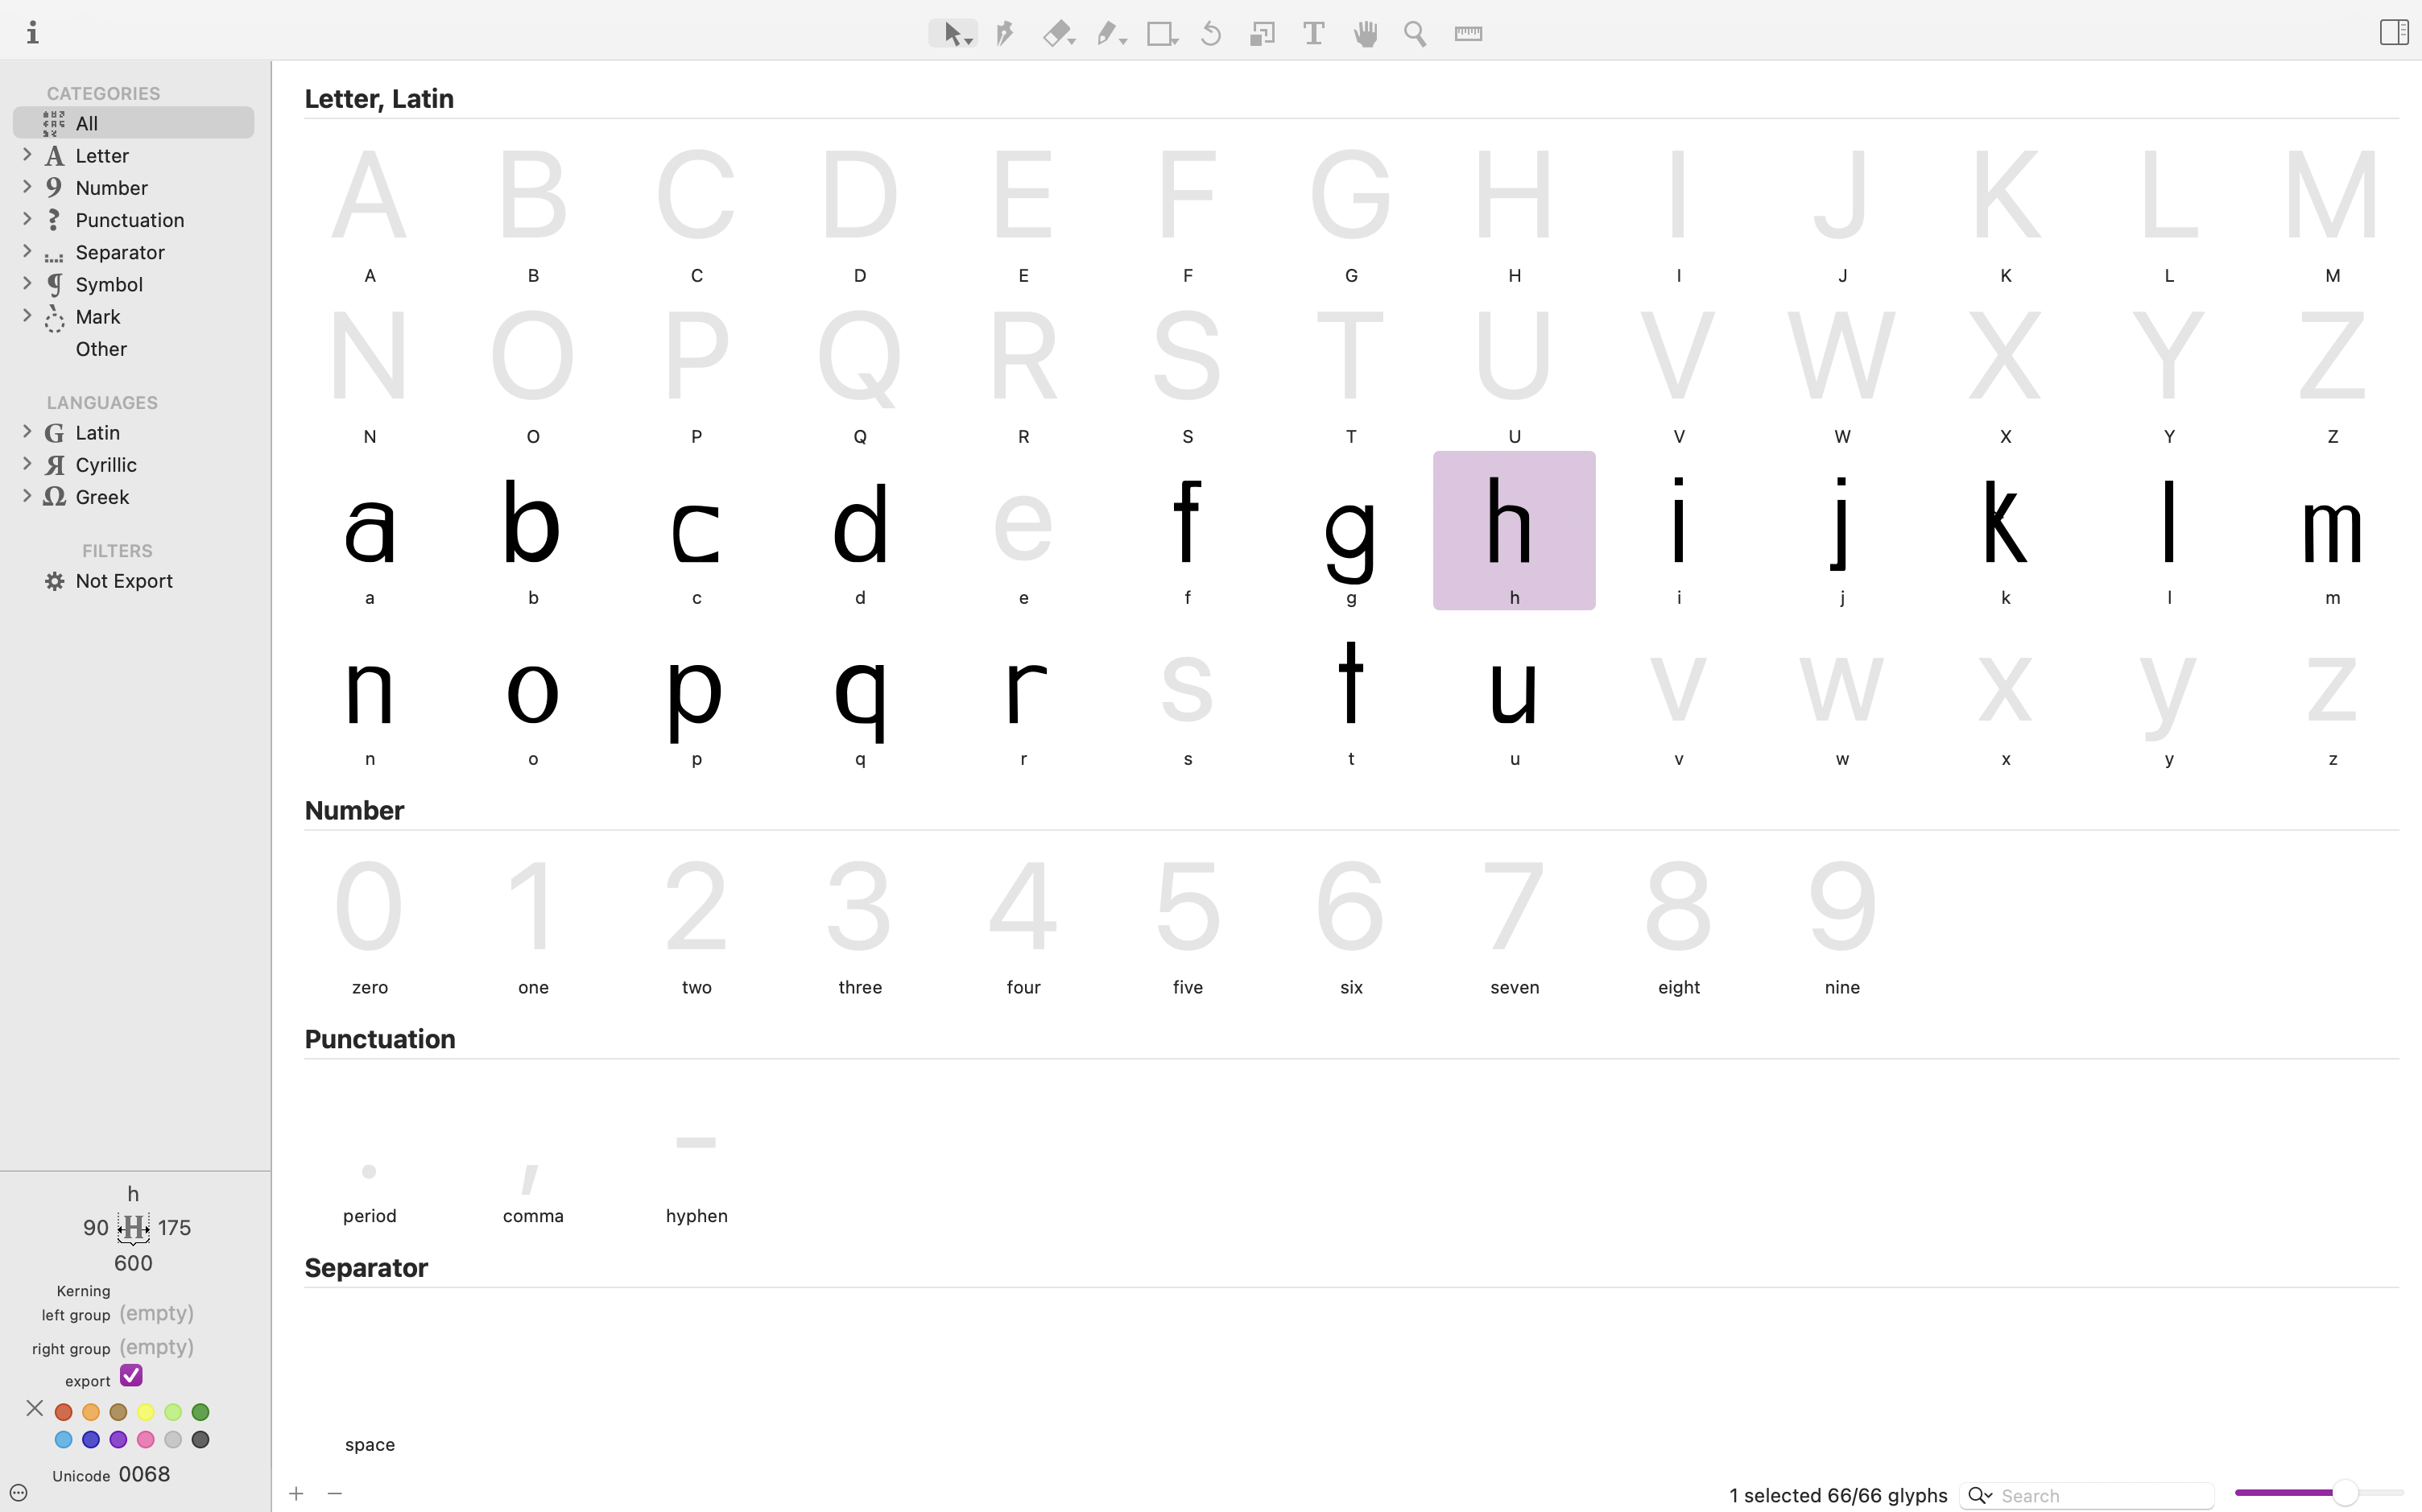 CATEGORIES
All
Letter
Number
Punctuation
Separator
Symbol
Mark
Other
LANGUAGES
Latin
Cyrillic
Greek
FILTERS
Not Export
h
90 H 175
600
Kerning
left group (empty)
right group (empty)
export
Unicode 0068
Letter, Latin
A B C D E F G H I J K L M
A B C D E F G H I J K L M
N O P Q R S T U V W X Y Z
N O P Q R S T U V W X Y Z
a b c d e f g h i j k l m
a b c d e f g h i j k l m
n o p q r s t u v w x y z
n o p q r s t u v w x y z
Number
0 1 2 3 4 5 6 7 8 9
zero one two three four five six seven eight nine
Punctuation
. , -
period comma hyphen
Separator
space
1 selected 66/66 glyphs Search